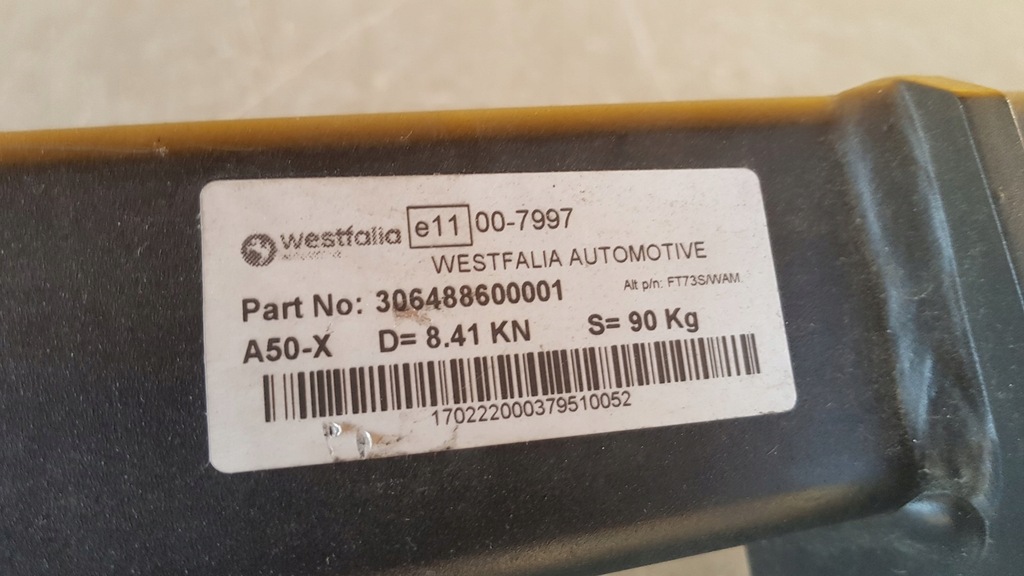 Westfalia e11 00-7997
WESTFALIA AUTOMOTIVE
Part No: 306488600001 Alt p/n: FT73S/WAM
A50-X D= 8.41 KN S= 90 Kg
170222000379510052